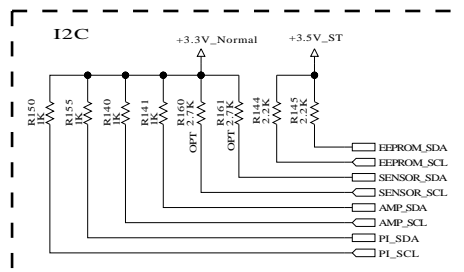 I2C
+3.3V_Normal
+3.5V_ST
R150
1K
R155
1K
R140
1K
R141
1K
R160
2.7K
OPT
R161
2.7K
OPT
R144
2.2K
R145
2.2K
EEPROM_SDA
EEPROM_SCL
SENSOR_SDA
SENSOR_SCL
AMP_SDA
AMP_SCL
PI_SDA
PI_SCL